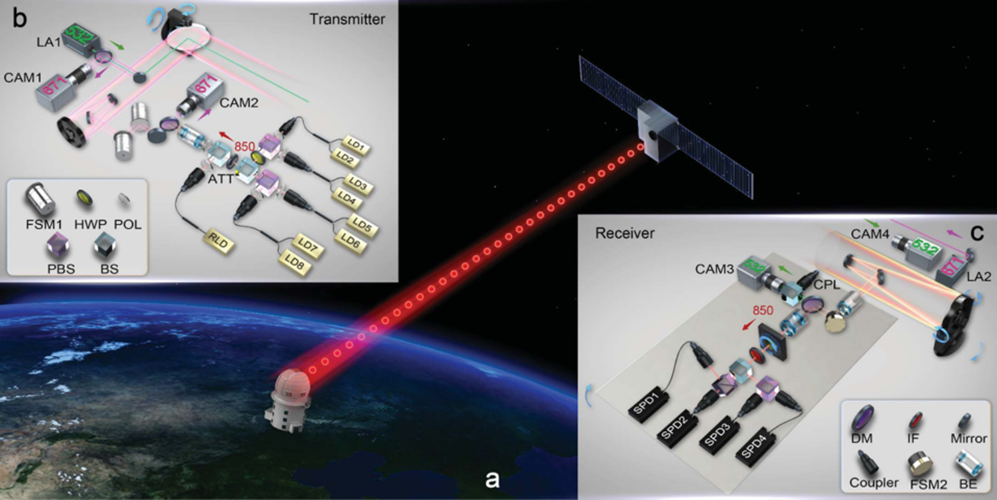 b
Transmitter
LA1
532
CAM1
671
671
CAM2
850
ATT
LD1
LD2
LD3
LD4
LD5
LD6
LD7
LD8
RLD
FSM1
HWP
POL
PBS
BS
a
Receiver
c
CAM4
532
671
LA2
CAM3
532
CPL
850
SPD1
SPD2
SPD3
SPD4
DM
IF
Mirror
Coupler
FSM2
BE